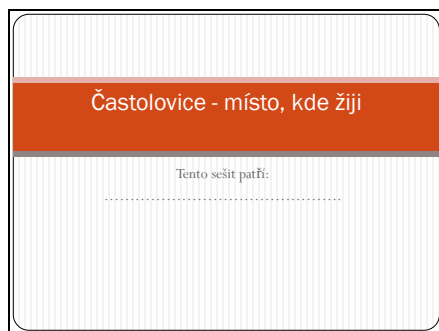 Častolovice - místo, kde žiji
Tento sešit patří:
……………………………………….